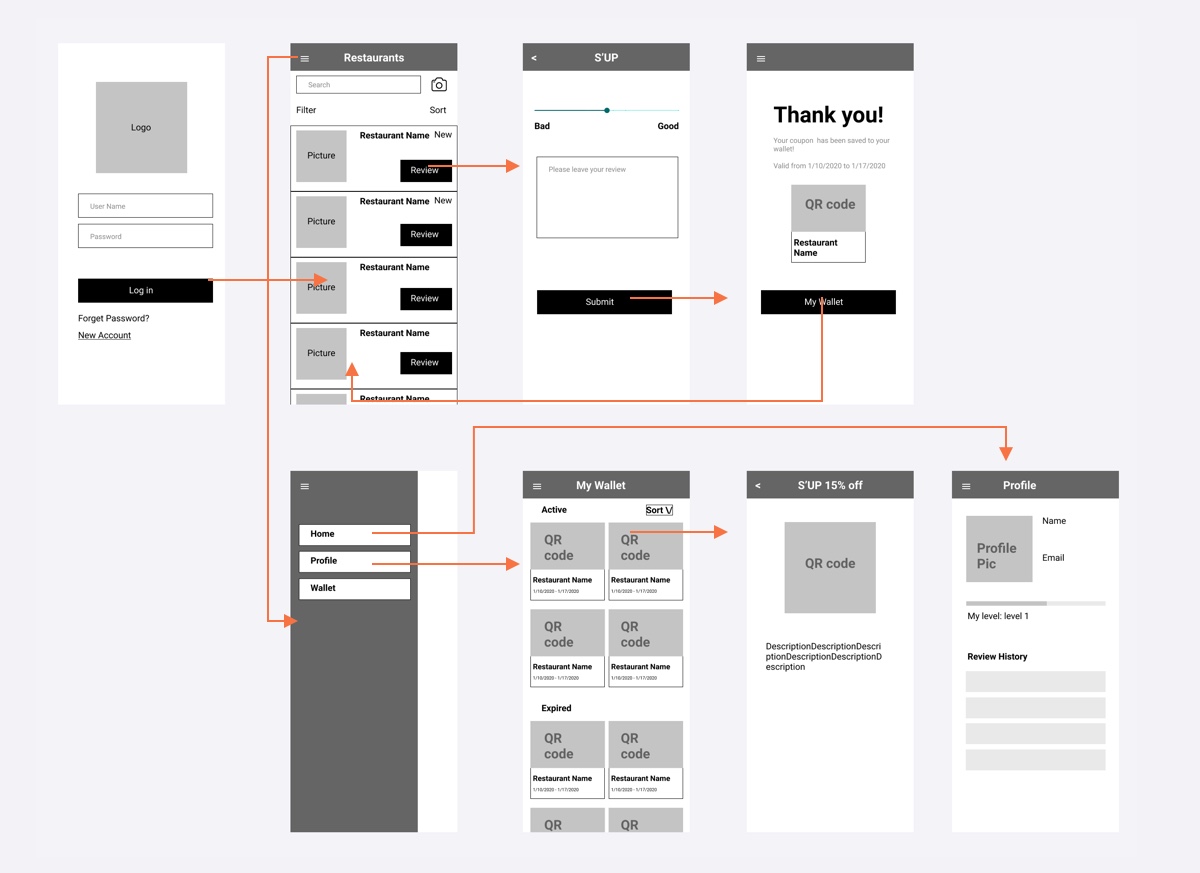 Logo
User Name
Password
Log in
Forget Password?
New Account
Restaurants
Search
Filter
Sort
Picture
Restaurant Name
New
Review
Picture
Restaurant Name
New
Review
Picture
Restaurant Name
Review
Picture
Restaurant Name
Review
Restaurant Name
<
S'UP
Bad
Good
Please leave your review
Submit
Thank you!
Your coupon has been saved to your
wallet!
Valid from 1/10/2020 to 1/17/2020
QR code
Restaurant
Name
My Wallet
Home
Profile
Wallet
My Wallet
Active
Sort V
QR
code
Restaurant Name
1/10/2020 - 1/17/2020
QR
code
Restaurant Name
1/10/2020 - 1/17/2020
QR
code
Restaurant Name
1/10/2020 - 1/17/2020
QR
code
Restaurant Name
1/10/2020 - 1/17/2020
Expired
QR
code
Restaurant Name
1/10/2020 - 1/17/2020
QR
code
Restaurant Name
1/10/2020 - 1/17/2020
QR
QR
<
S'UP 15% off
QR code
DescriptionDescriptionDescri
ptionDescriptionDescriptionD
escription
Profile
Profile
Pic
Name
Email
My level: level 1
Review History